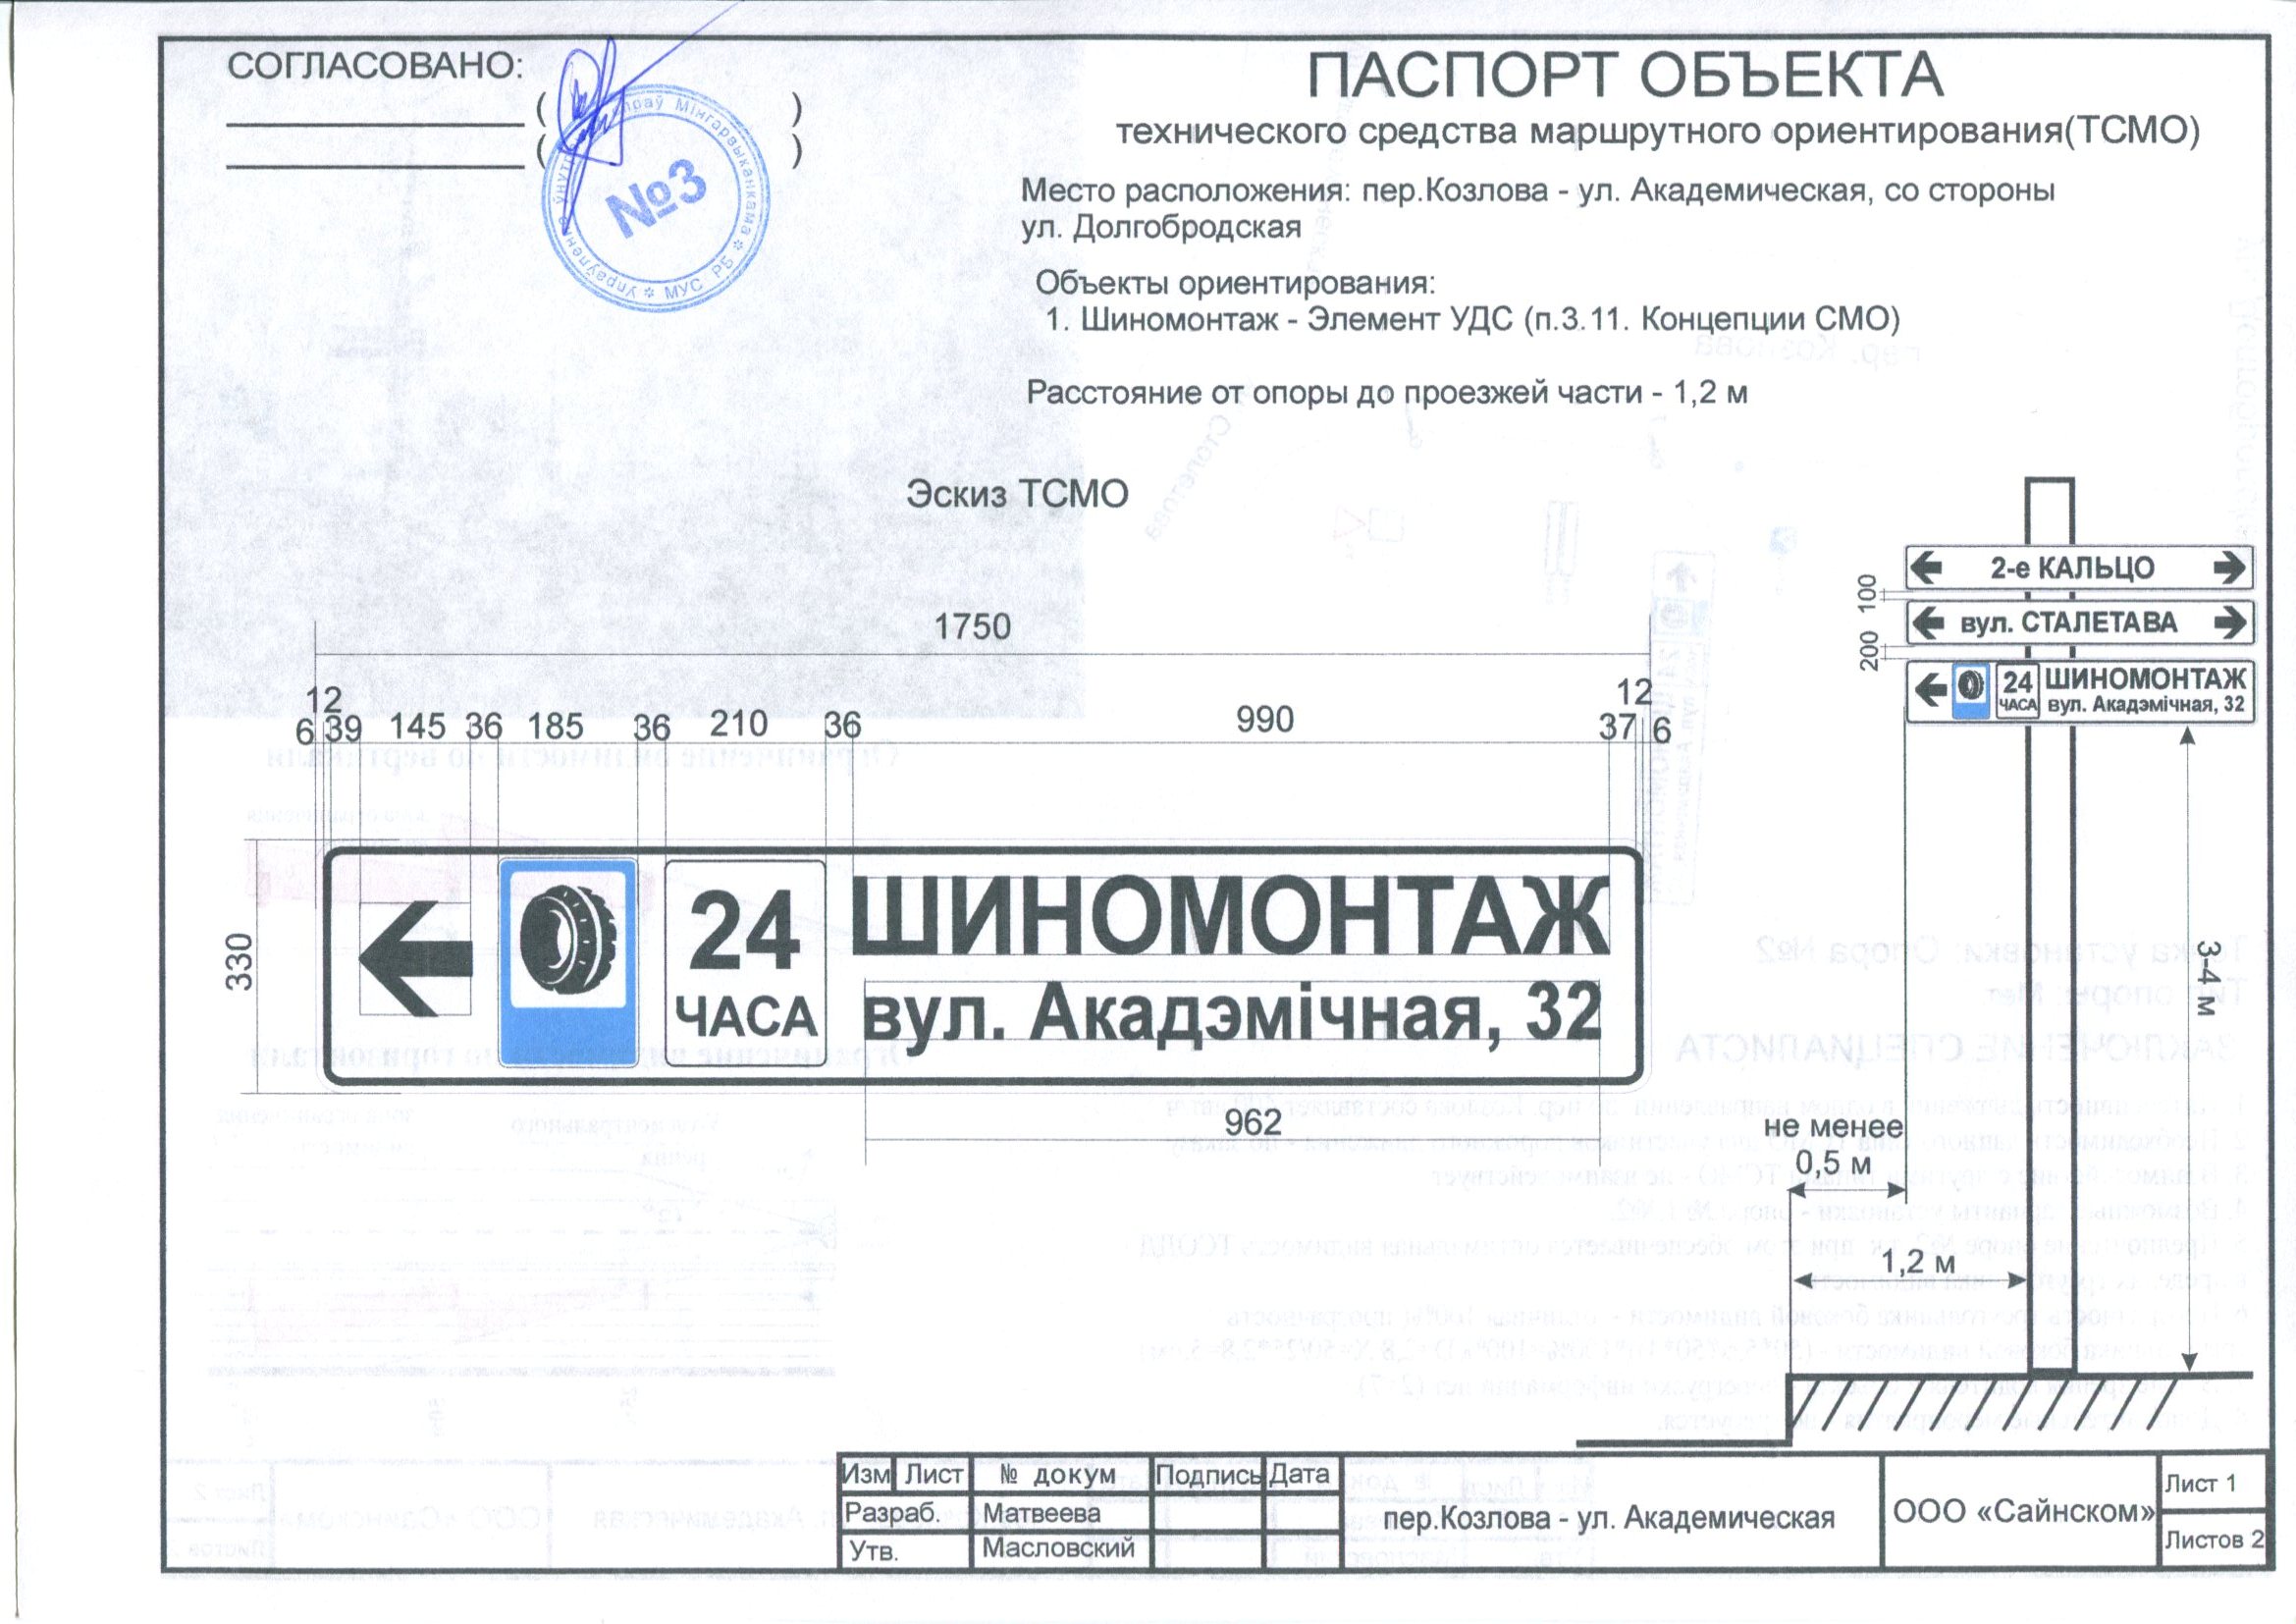 СОГЛАСОВАНО:
( )
( )
Упраўленне ўнутр праў Мінгарвыканкама * МУС РБ *
№3
ПАСПОРТ ОБЪЕКТА
технического средства маршрутного ориентирования(ТСМО)
Место расположения: пер.Козлова - ул. Академическая, со стороны
ул. Долгобродская
Объекты ориентирования:
1. Шиномонтаж - Элемент УДС (п.3.11. Концепции СМО)
Расстояние от опоры до проезжей части - 1,2 м
Эскиз ТСМО
1750
12 12
6 39 145 36 185 36 210 36 990 37 6
330
24
ЧАСА
ШИНОМОНТАЖ
вул. Акадэмічная, 32
962
2-е КАЛЬЦО
100
вул. СТАЛЕТАВА
200
24
ЧАСА
ШИНОМОНТАЖ
вул. Акадэмічная, 32
3-4 м
не менее
0,5 м
1,2 м
Изм Лист № докум Подпись Дата
Разраб. Матвеева
Утв. Масловский
пер.Козлова - ул. Академическая
ООО «Сайнском»
Лист 1
Листов 2